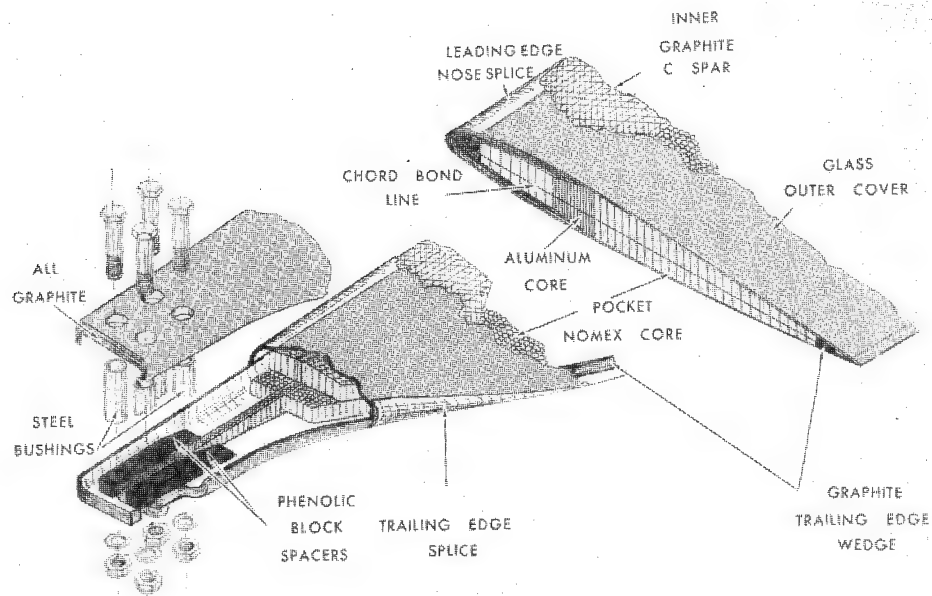 INNER
GRAPHITE
C SPAR
LEADING EDGE
NOSE SPLICE
GLASS
OUTER COVER
CHORD BOND
LINE
ALUMINUM
CORE
ALL
GRAPHITE
POCKET
NOMEX CORE
STEEL
BUSHINGS
PHENOLIC
BLOCK
SPACERS
TRAILING EDGE
SPLICE
GRAPHITE
TRAILING EDGE
WEDGE